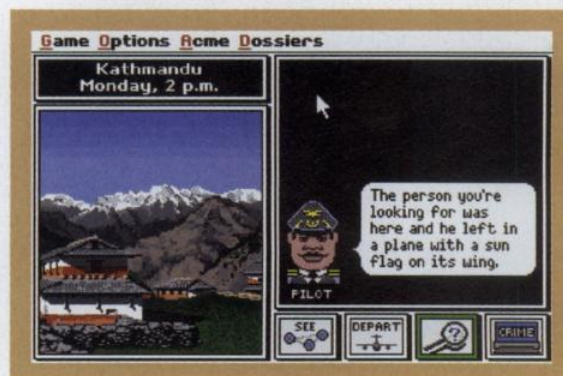 Game Options Acme Dossiers
Kathmandu
Monday, 2 p.m.
The person you're
looking for was
here and he left in
a plane with a sun
flag on its wing.
PILOT
SEE
DEPART
?
CRIME